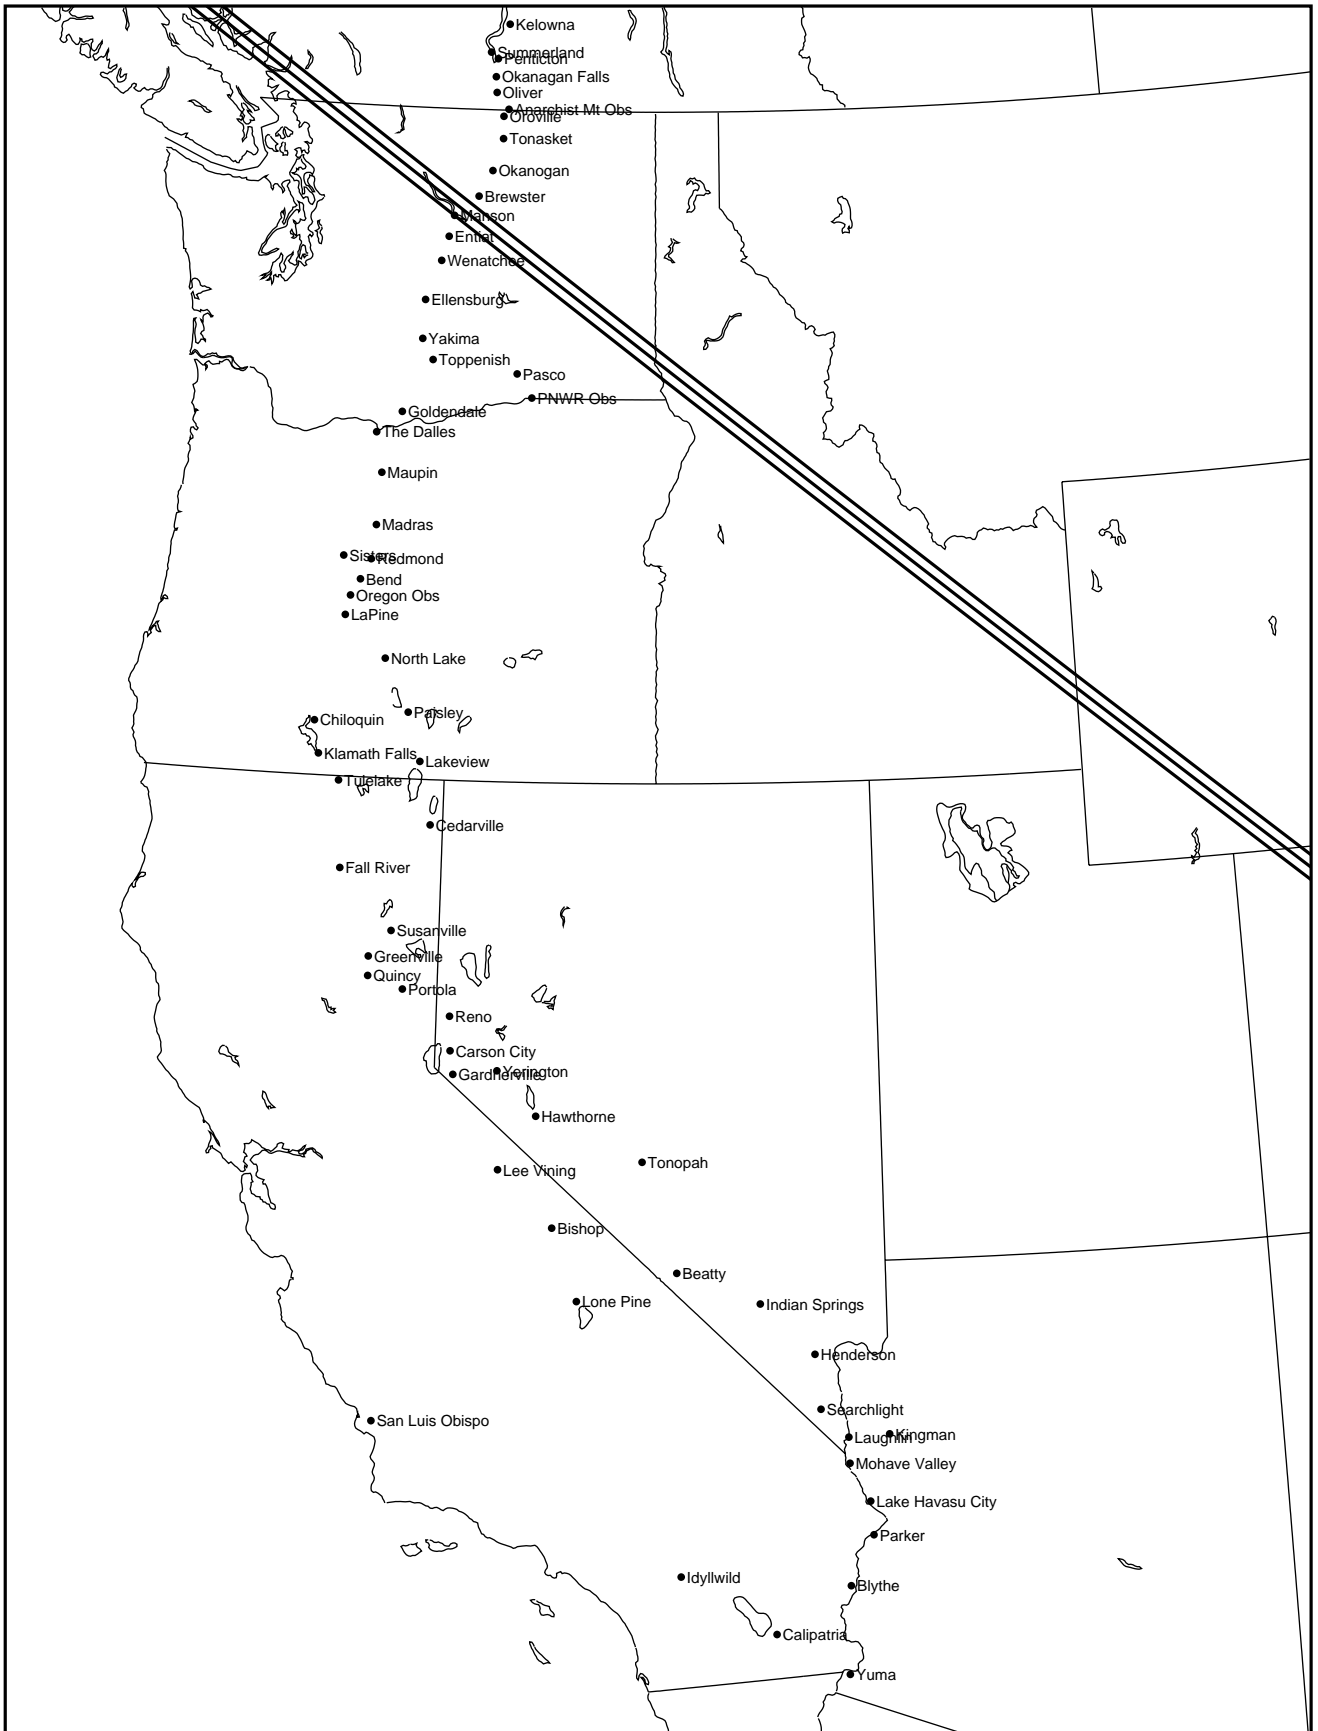 Kelowna
Summerland
Penticton
Okanagan Falls
Oliver
Anarchist Mt Obs
Oroville
Tonasket
Okanogan
Brewster
Manson
Entiat
Wenatchee
Ellensburg
Yakima
Toppenish
Pasco
PNWR Obs
Goldendale
The Dalles
Maupin
Madras
Sisters
Redmond
Bend
Oregon Obs
LaPine
North Lake
Paisley
Chiloquin
Klamath Falls
Lakeview
Tulelake
Cedarville
Fall River
Susanville
Greenville
Quincy
Portola
Reno
Carson City
Yerington
Gardnerville
Hawthorne
Tonopah
Lee Vining
Bishop
Beatty
Lone Pine
Indian Springs
Henderson
Searchlight
San Luis Obispo
Kingman
Laughlin
Mohave Valley
Lake Havasu City
Parker
Idyllwild
Blythe
Calipatria
Yuma